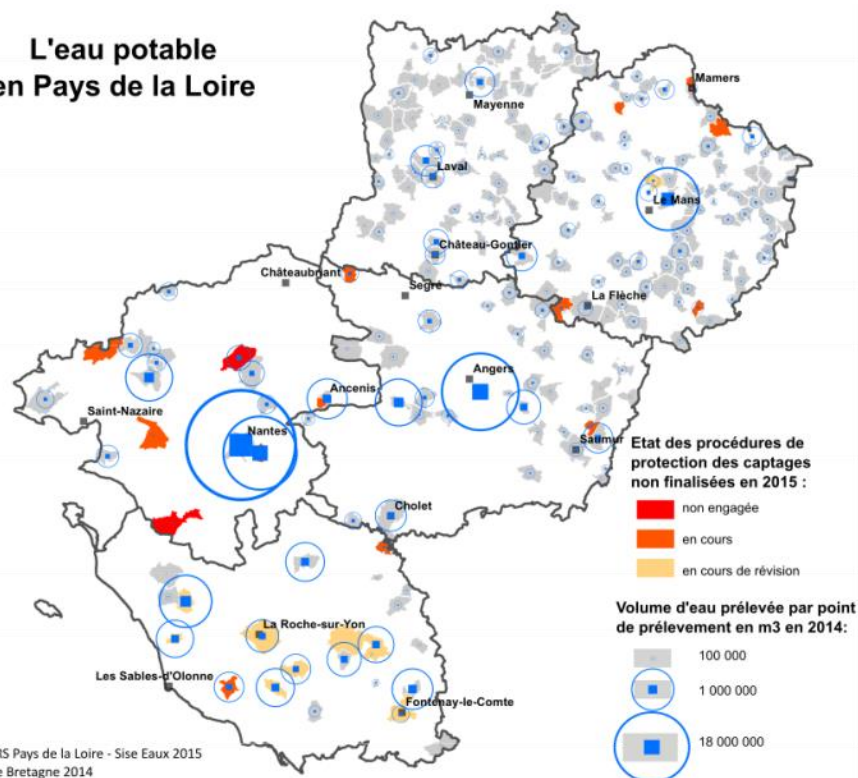 L'eau potable
en Pays de la Loire
Mamers
Mayenne
Laval
Le Mans
Château-Gontier
Châteaubriant
Segré
La Flèche
Angers
Ancenis
Saint-Nazaire
Nantes
Saumur
Cholet
La Roche-sur-Yon
Les Sables-d'Olonne
Fontenay-le-Comte
Etat des procédures de
protection des captages
non finalisées en 2015 :
non engagée
en cours
en cours de révision
Volume d'eau prélevée par point
de prélevement en m3 en 2014:
100 000
1 000 000
18 000 000
RS Pays de la Loire - Sise Eaux 2015
e Bretagne 2014